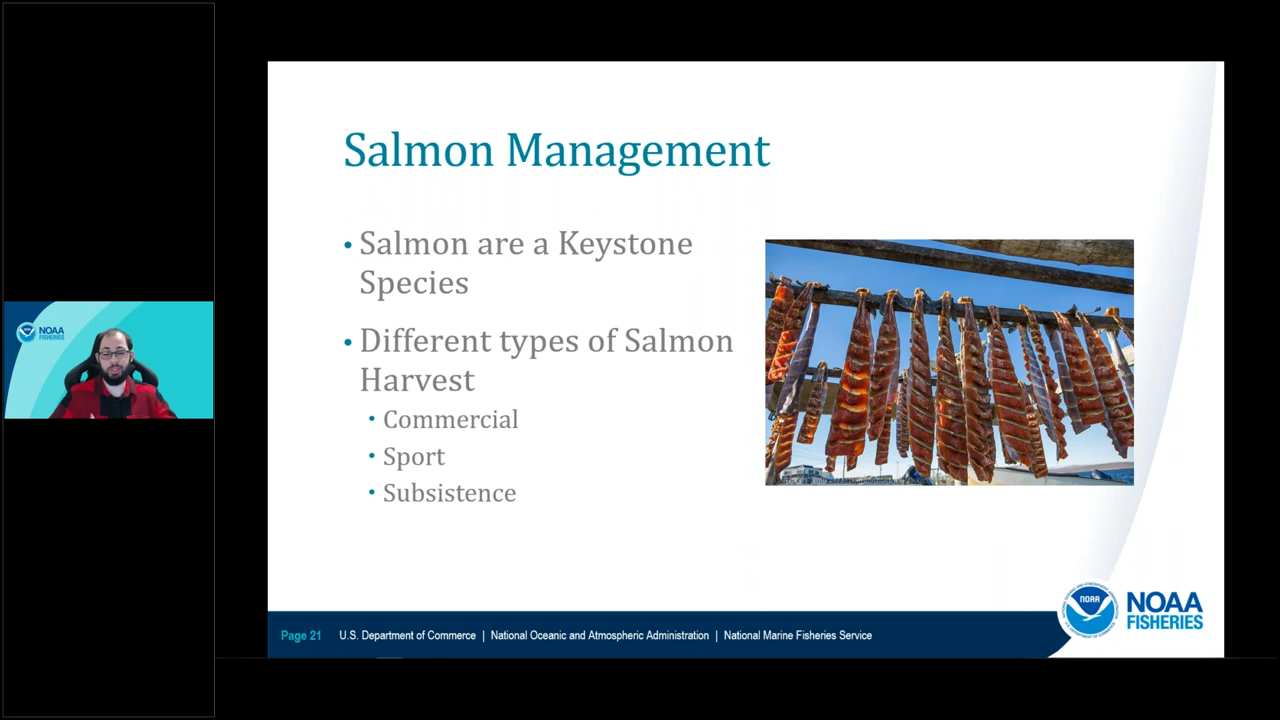 NOAA
FISHERIES
Salmon Management
• Salmon are a Keystone
Species
• Different types of Salmon
Harvest
• Commercial
• Sport
• Subsistence
Page 21 U.S. Department of Commerce | National Oceanic and Atmospheric Administration | National Marine Fisheries Service
NOAA
NOAA
FISHERIES